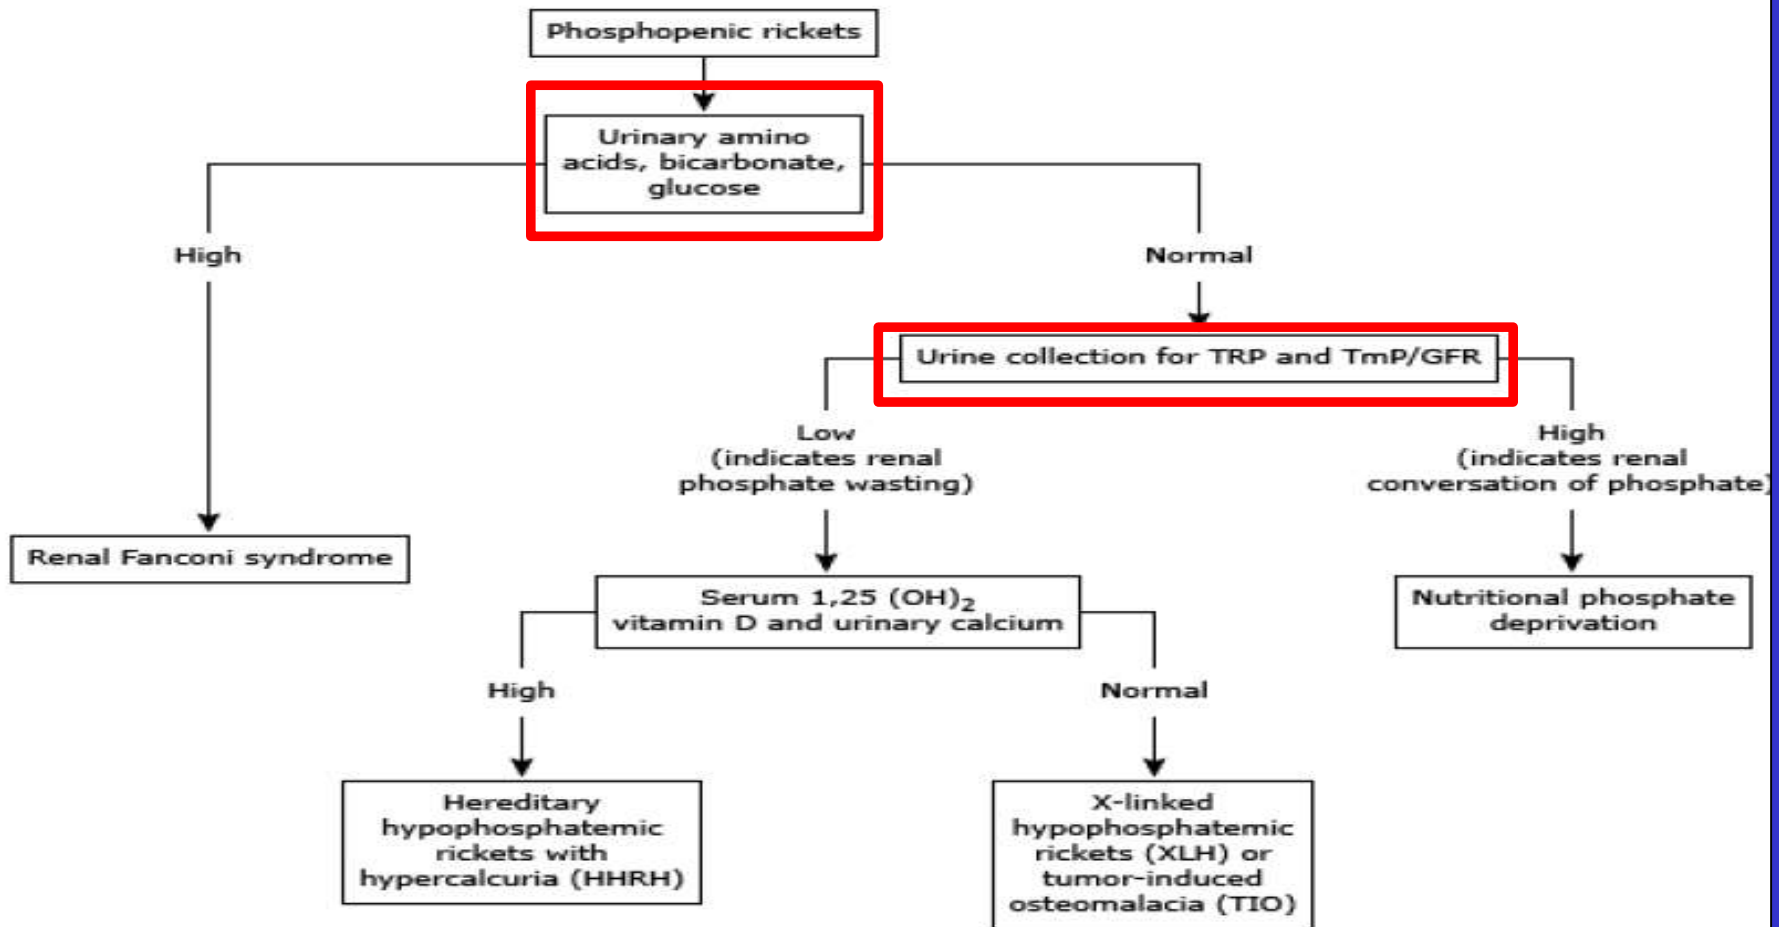 Phosphopenic rickets
Urinary amino
acids, bicarbonate,
glucose
High
Normal
Urine collection for TRP and TmP/GFR
Low
(indicates renal
phosphate wasting)
High
(indicates renal
conversation of phosphate)
Renal Fanconi syndrome
Serum 1,25 (OH)2
vitamin D and urinary calcium
Nutritional phosphate
deprivation
High
Normal
Hereditary
hypophosphatemic
rickets with
hypercalcuria (HHRH)
X-linked
hypophosphatemic
rickets (XLH) or
tumor-induced
osteomalacia (TIO)